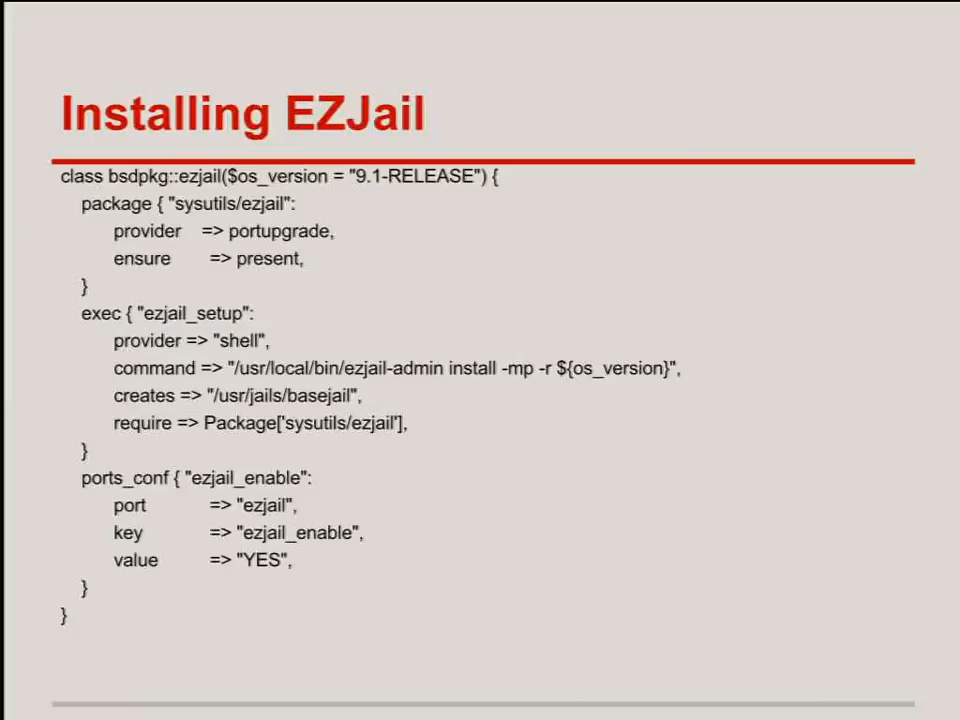 Installing EZJail
class bsdpkg::ezjail($os_version = "9.1-RELEASE") {
package { "sysutils/ezjail":
provider => portupgrade,
ensure => present,
}
exec { "ezjail_setup":
provider => "shell",
command => "/usr/local/bin/ezjail-admin install -mp -r ${os_version}",
creates => "/usr/jails/basejail",
require => Package['sysutils/ezjail'],
}
ports_conf { "ezjail_enable":
port => "ezjail",
key => "ezjail_enable",
value => "YES",
}
}